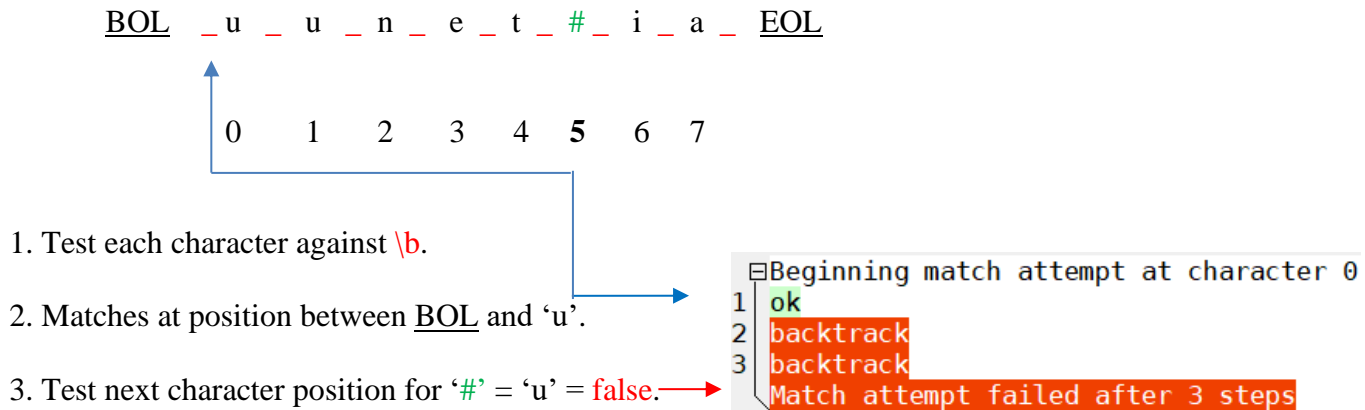 BOL _ u _ u _ n _ e _ t _ # _ i _ a _ EOL
0 1 2 3 4 5 6 7
1. Test each character against \b.
2. Matches at position between BOL and ‘u’.
3. Test next character position for ‘#’ = ‘u’ = false.
Beginning match attempt at character 0
1 ok
2 backtrack
3 backtrack
Match attempt failed after 3 steps